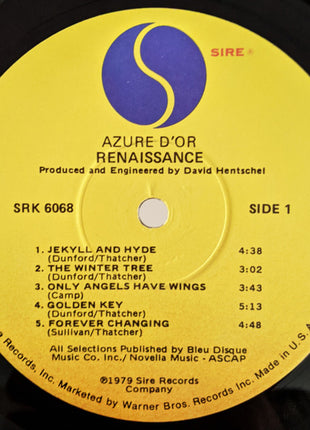 SIRE®
AZURE D'OR
RENAISSANCE
Produced and Engineered by David Hentschel
SRK 6068
SIDE 1
1. JEKYLL AND HYDE 4:38
(Dunford/Thatcher)
2. THE WINTER TREE 3:02
(Dunford/Thatcher)
3. ONLY ANGELS HAVE WINGS 3:43
(Camp)
4. GOLDEN KEY 5:13
(Dunford/Thatcher)
5. FOREVER CHANGING 4:48
(Sullivan/Thatcher)
All Selections Published by Bleu Disque
Music Co. Inc./Novella Music - ASCAP
©1979 Sire Records
Company
Sire Records, Inc. Marketed by Warner Bros. Records Inc. Made in U.S.A.